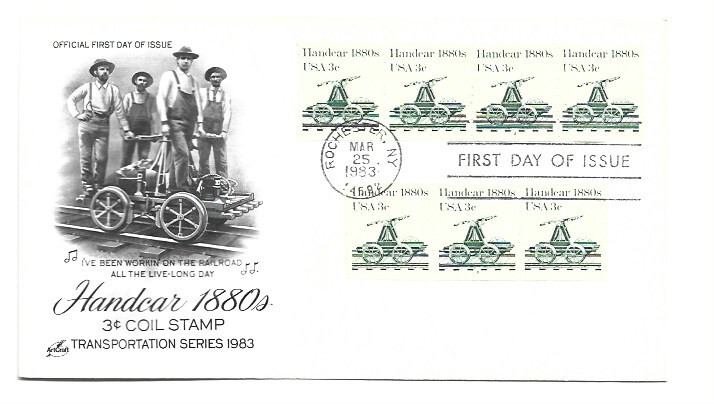 OFFICIAL FIRST DAY OF ISSUE
I'VE BEEN WORKIN' ON THE RAILROAD
ALL THE LIVE-LONG DAY
Handcar 1880s
3¢ COIL STAMP
TRANSPORTATION SERIES 1983
ArtCraft
Handcar 1880s Handcar 1880s Handcar 1880s Handcar 1880s
USA 3c USA 3c USA 3c USA 3c
ROCHESTER, NY
MAR
25
1983
FIRST DAY OF ISSUE
Handcar 1880s Handcar 1880s Handcar 1880s
USA 3c USA 3c USA 3c